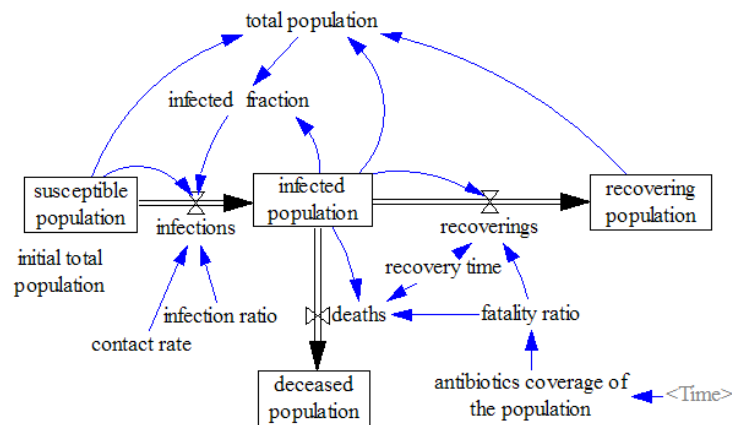 total population
infected fraction
susceptible
population
infections
infected
population
recoverings
recovering
population
initial total
population
recovery time
infection ratio
contact rate
deaths
fatality ratio
deceased
population
antibiotics coverage of
the population
<Time>